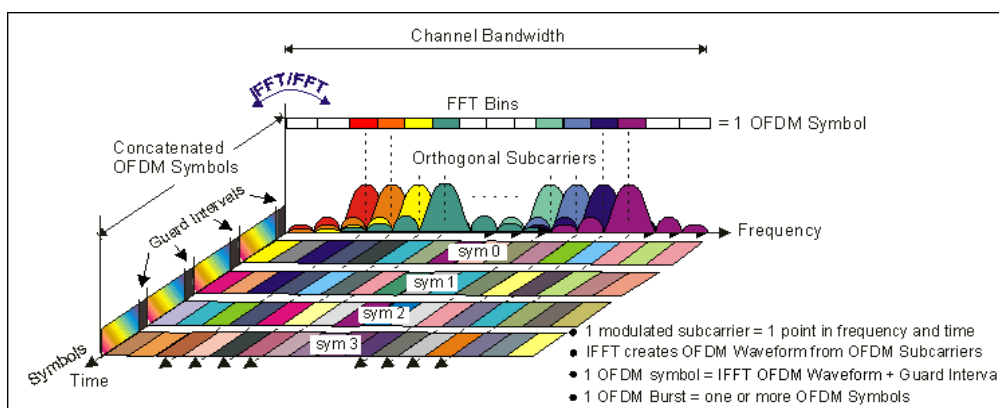 Channel Bandwidth
IFFT/FFT
FFT Bins
= 1 OFDM Symbol
Concatenated
OFDM Symbols
Orthogonal Subcarriers
Guard Intervals
Frequency
sym 0
sym 1
sym 2
sym 3
Symbols
Time
● 1 modulated subcarrier = 1 point in frequency and time
● IFFT creates OFDM Waveform from OFDM Subcarriers
● 1 OFDM symbol = IFFT OFDM Waveform + Guard Interva
● 1 OFDM Burst = one or more OFDM Symbols